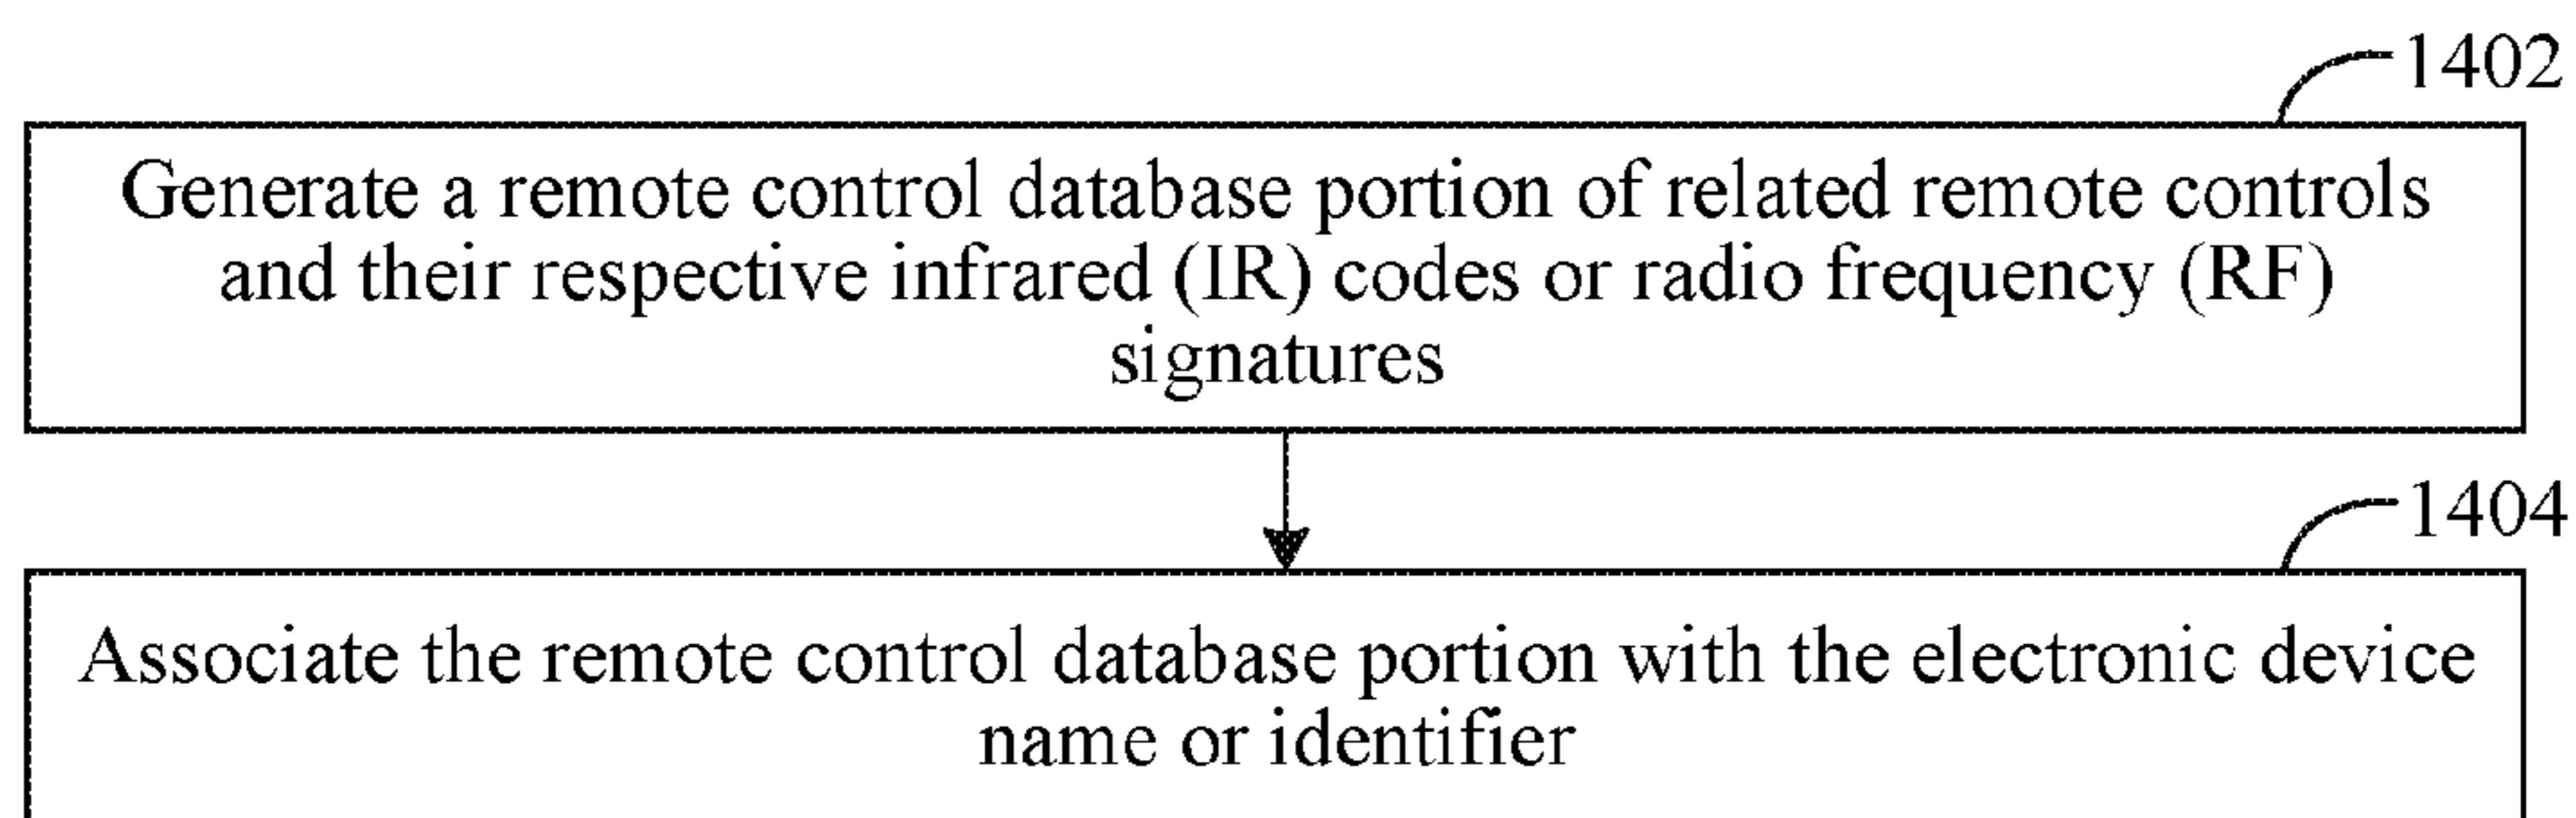 1402
Generate a remote control database portion of related remote controls
and their respective infrared (IR) codes or radio frequency (RF)
signatures
1404
Associate the remote control database portion with the electronic device
name or identifier